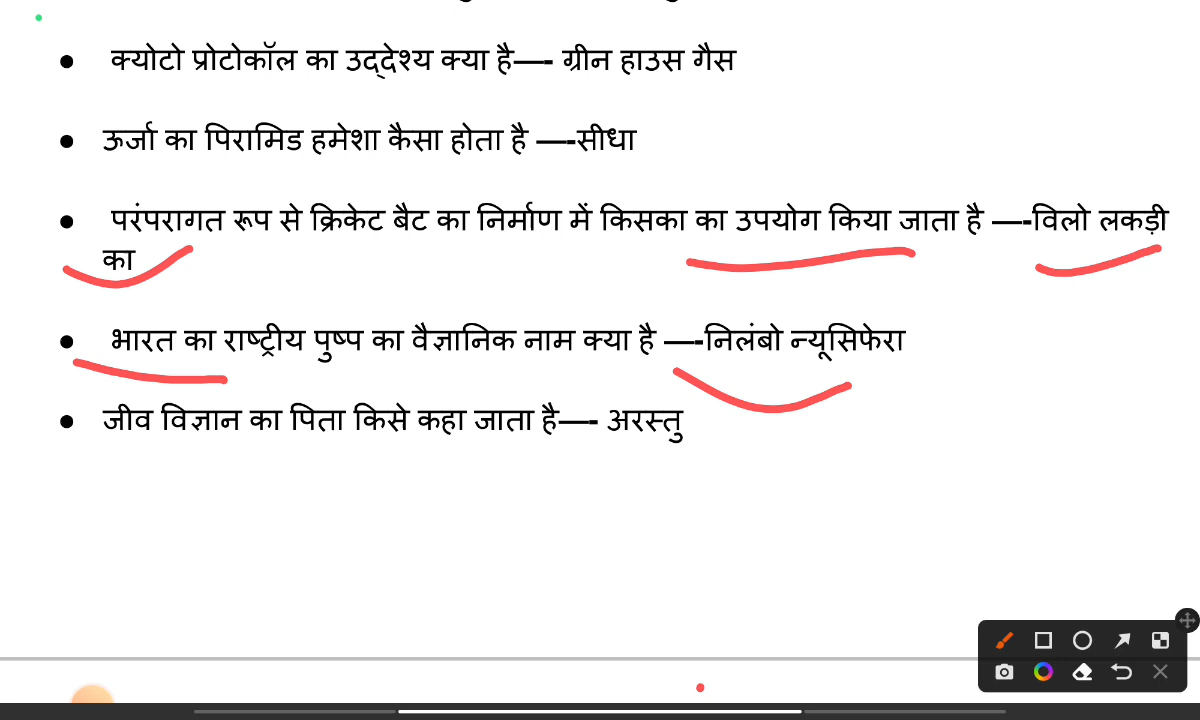 ● क्योटो प्रोटोकॉल का उद्देश्य क्या है—- ग्रीन हाउस गैस
● ऊर्जा का पिरामिड हमेशा कैसा होता है —-सीधा
● परंपरागत रूप से क्रिकेट बैट का निर्माण में किसका का उपयोग किया जाता है —-विलो लकड़ी
का
● भारत का राष्ट्रीय पुष्प का वैज्ञानिक नाम क्या है —-निलंबो न्यूसिफेरा
● जीव विज्ञान का पिता किसे कहा जाता है—- अरस्तु